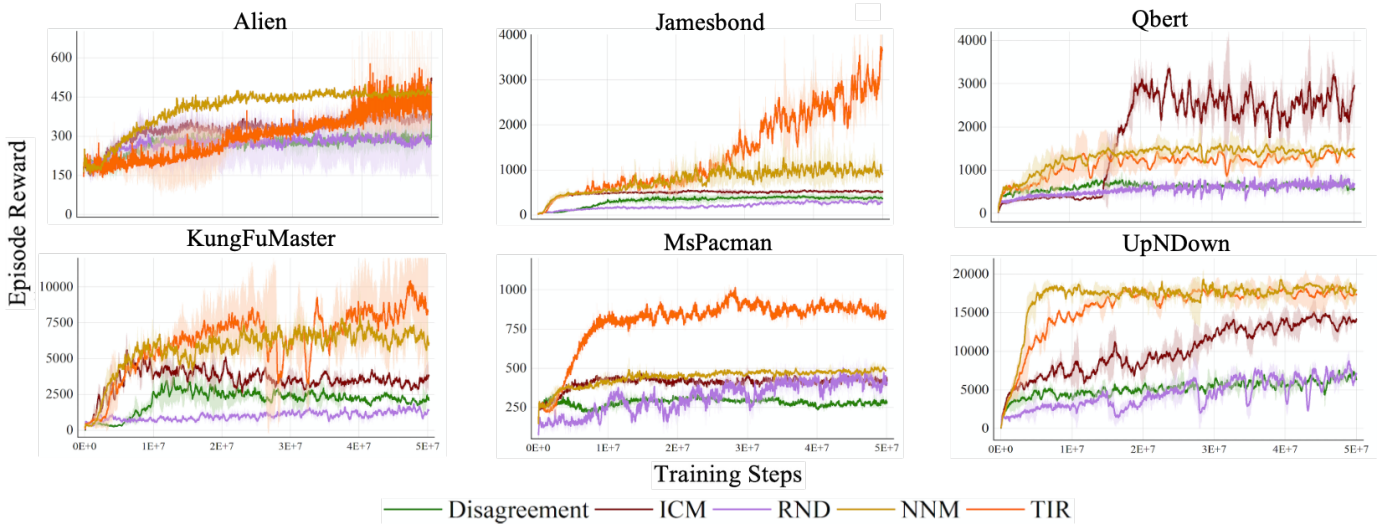 Alien
Jamesbond
Qbert
600
450
300
150
0
4000
3000
2000
1000
0
4000
3000
2000
1000
0
Episode Reward
KungFuMaster
MsPacman
UpNDown
10000
7500
5000
2500
0
0E+0 1E+7 2E+7 3E+7 4E+7 5E+7
1000
750
500
250
0E+0 1E+7 2E+7 3E+7 4E+7 5E+7
20000
15000
10000
5000
0
0E+0 1E+7 2E+7 3E+7 4E+7 5E+7
Training Steps
Disagreement ICM RND NNM TIR